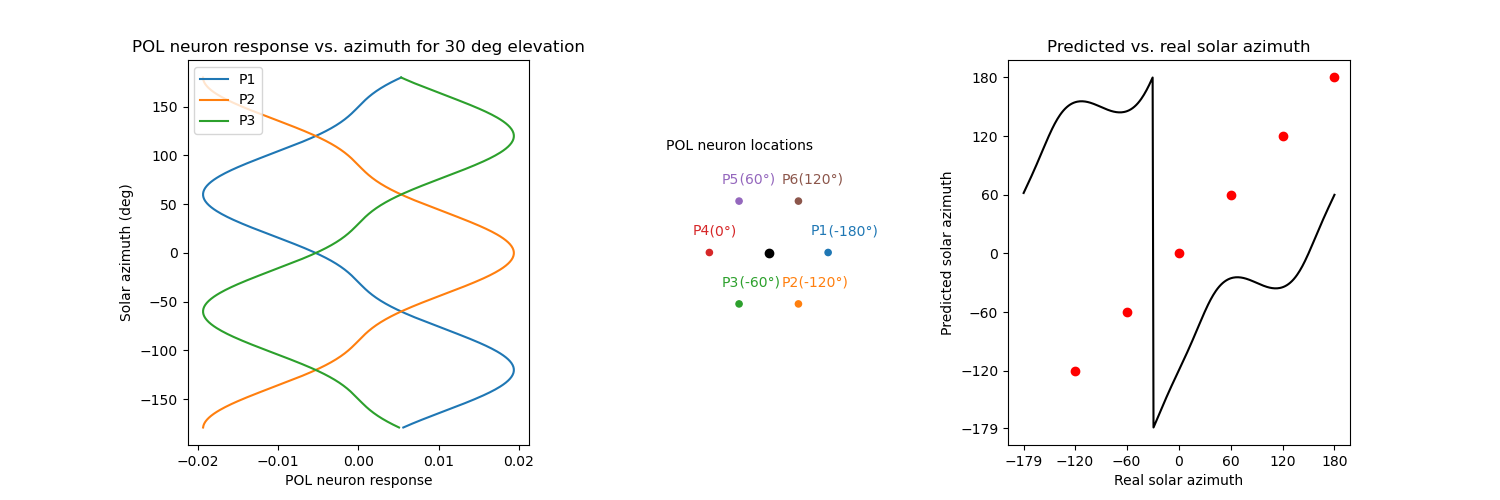 POL neuron response vs. azimuth for 30 deg elevation
P1
P2
P3
150
100
50
0
−50
−100
−150
Solar azimuth (deg)
−0.02 −0.01 0.00 0.01 0.02
POL neuron response
POL neuron locations
P5(60°) P6(120°)
P4(0°) P1(-180°)
P3(-60°) P2(-120°)
Predicted vs. real solar azimuth
180
120
60
0
−60
−120
−179
Predicted solar azimuth
−179 −120 −60 0 60 120 180
Real solar azimuth